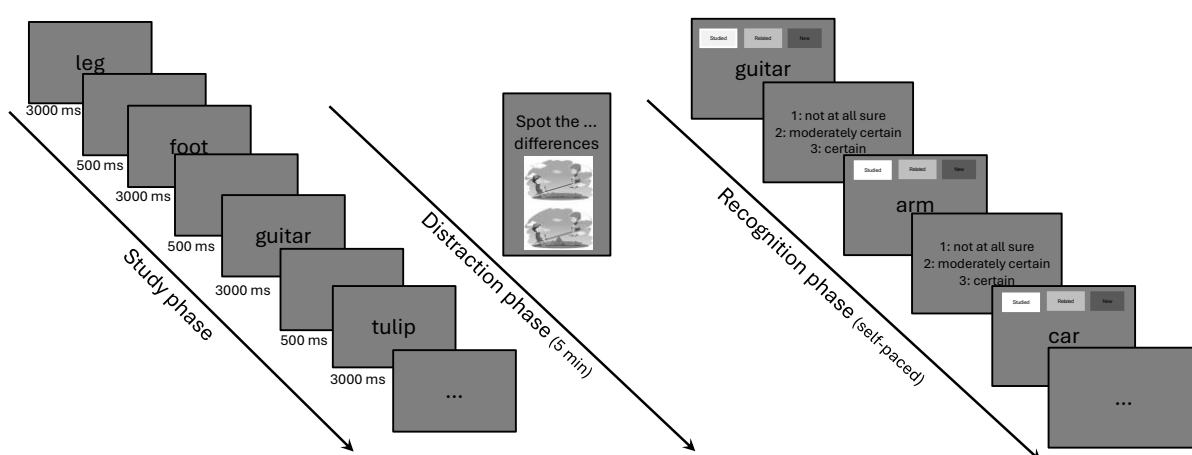 leg
3000 ms
500 ms
foot
3000 ms
500 ms
guitar
3000 ms
500 ms
tulip
3000 ms
...
Study phase
Spot the ...
differences
Distraction phase (5 min)
Studied Related New
guitar
1: not at all sure
2: moderately certain
3: certain
Studied Related New
arm
1: not at all sure
2: moderately certain
3: certain
Studied Related New
car
...
Recognition phase (self-paced)